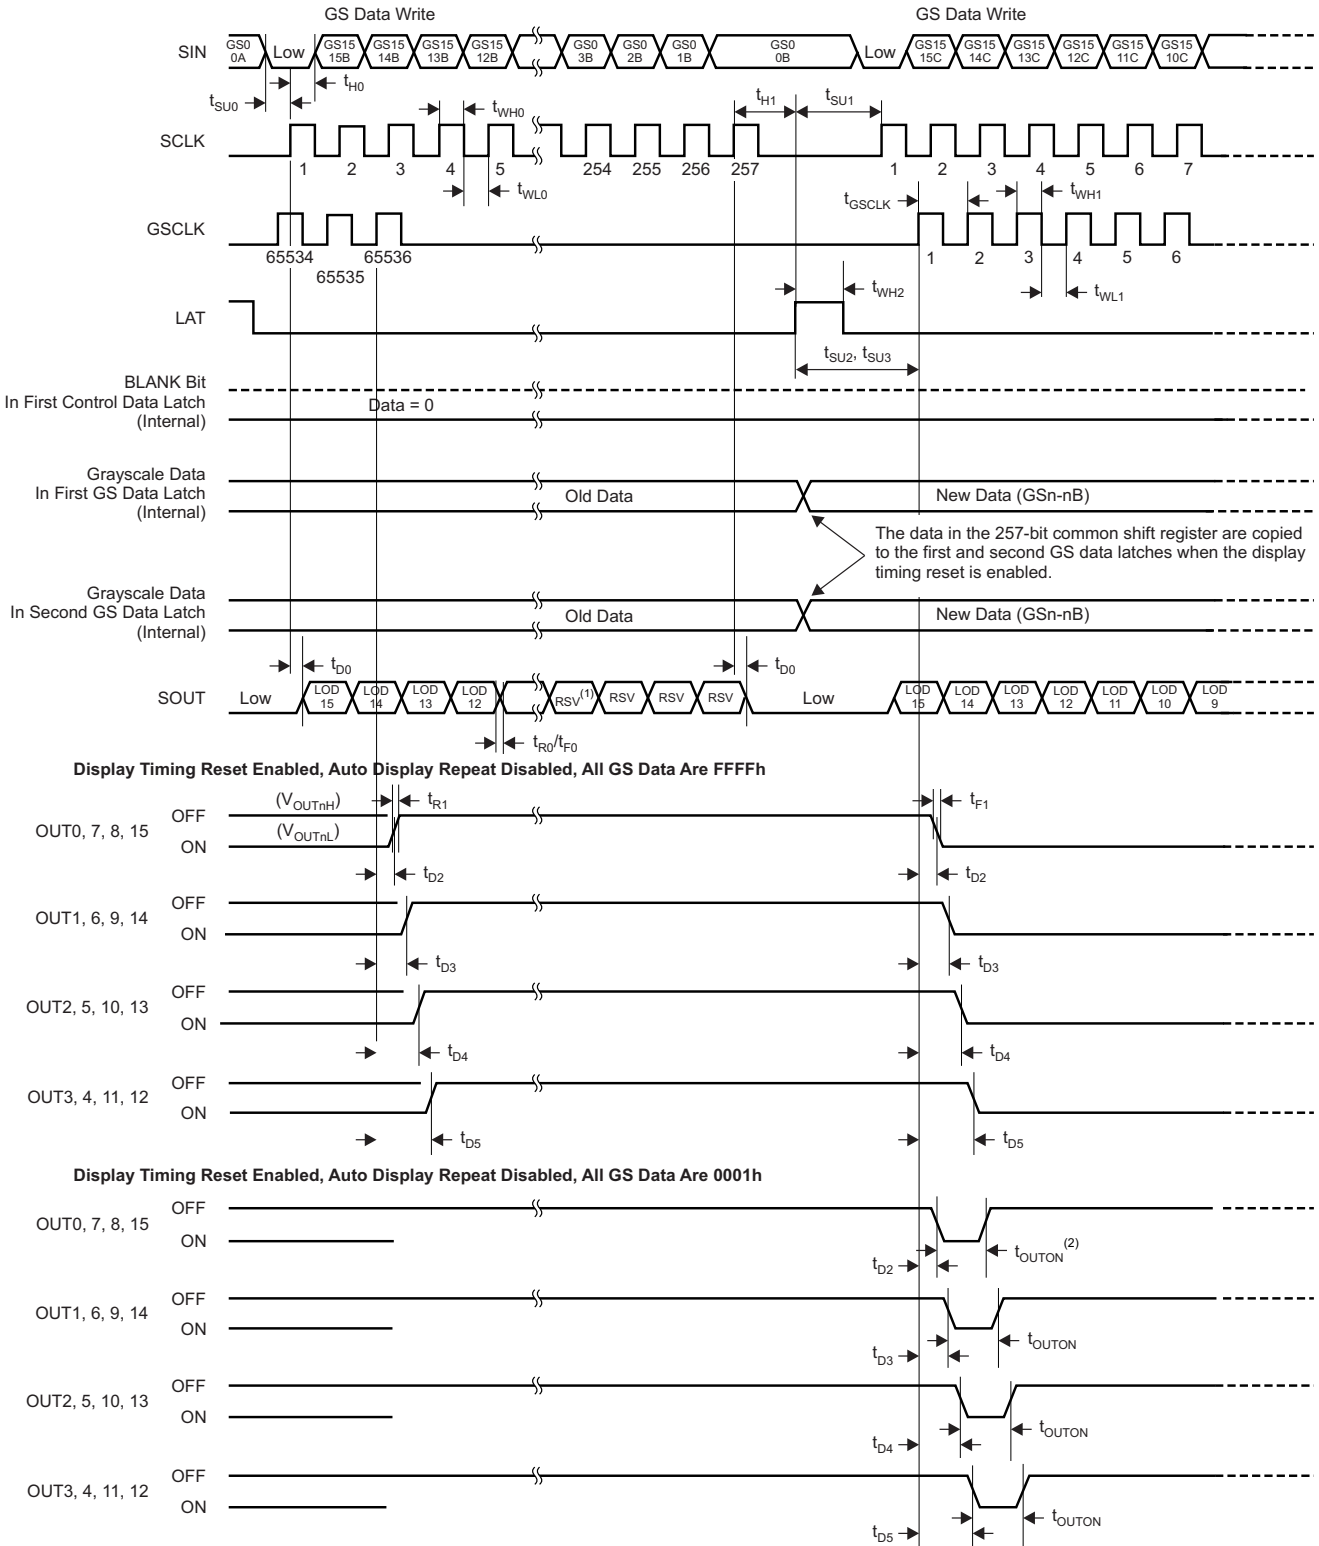 GS Data Write GS Data Write
SIN GS0 0A Low GS15 15B GS15 14B GS15 13B GS15 12B GS0 3B GS0 2B GS0 1B GS0 0B Low GS15 15C GS15 14C GS15 13C GS15 12C GS15 11C GS15 10C
tSU0 tH0 tWH0 tH1 tSU1
SCLK
1 2 3 4 5 254 255 256 257 1 2 3 4 5 6 7
tWL0 tGSCLK tWH1
GSCLK
65534 65535 65536 1 2 3 4 5 6
tWH2 tWL1
LAT
tSU2, tSU3
BLANK Bit
In First Control Data Latch
(Internal)
Data = 0
Grayscale Data
In First GS Data Latch
(Internal)
Old Data New Data (GSn-nB)
The data in the 257-bit common shift register are copied
to the first and second GS data latches when the display
timing reset is enabled.
Grayscale Data
In Second GS Data Latch
(Internal)
Old Data New Data (GSn-nB)
tD0 tD0
SOUT Low LOD 15 LOD 14 LOD 13 LOD 12 RSV(1) RSV RSV RSV Low LOD 15 LOD 14 LOD 13 LOD 12 LOD 11 LOD 10 LOD 9
tR0/tF0
Display Timing Reset Enabled, Auto Display Repeat Disabled, All GS Data Are FFFFh
OUT0, 7, 8, 15 OFF (VOUTnH) tR1 tF1
ON (VOUTnL)
tD2 tD2
OUT1, 6, 9, 14 OFF
ON
tD3 tD3
OUT2, 5, 10, 13 OFF
ON
tD4 tD4
OUT3, 4, 11, 12 OFF
ON
tD5 tD5
Display Timing Reset Enabled, Auto Display Repeat Disabled, All GS Data Are 0001h
OUT0, 7, 8, 15 OFF
ON
tD2 tOUTON(2)
OUT1, 6, 9, 14 OFF
ON
tD3 tOUTON
OUT2, 5, 10, 13 OFF
ON
tD4 tOUTON
OUT3, 4, 11, 12 OFF
ON
tD5 tOUTON